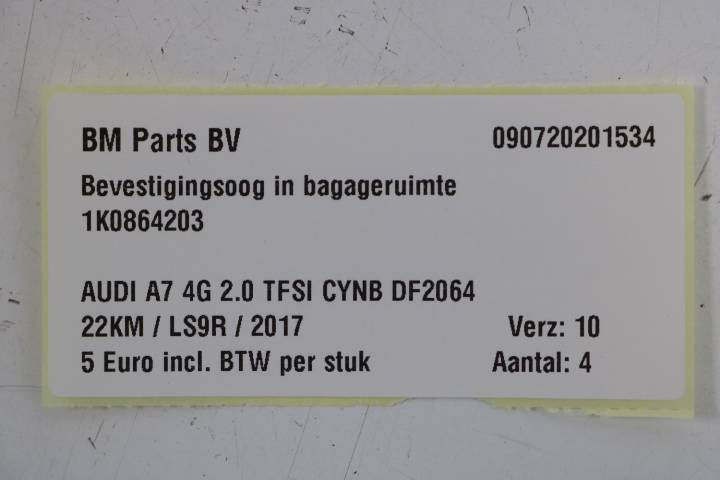 BM Parts BV 090720201534
Bevestigingsoog in bagageruimte
1K0864203
AUDI A7 4G 2.0 TFSI CYNB DF2064
22KM / LS9R / 2017 Verz: 10
5 Euro incl. BTW per stuk Aantal: 4